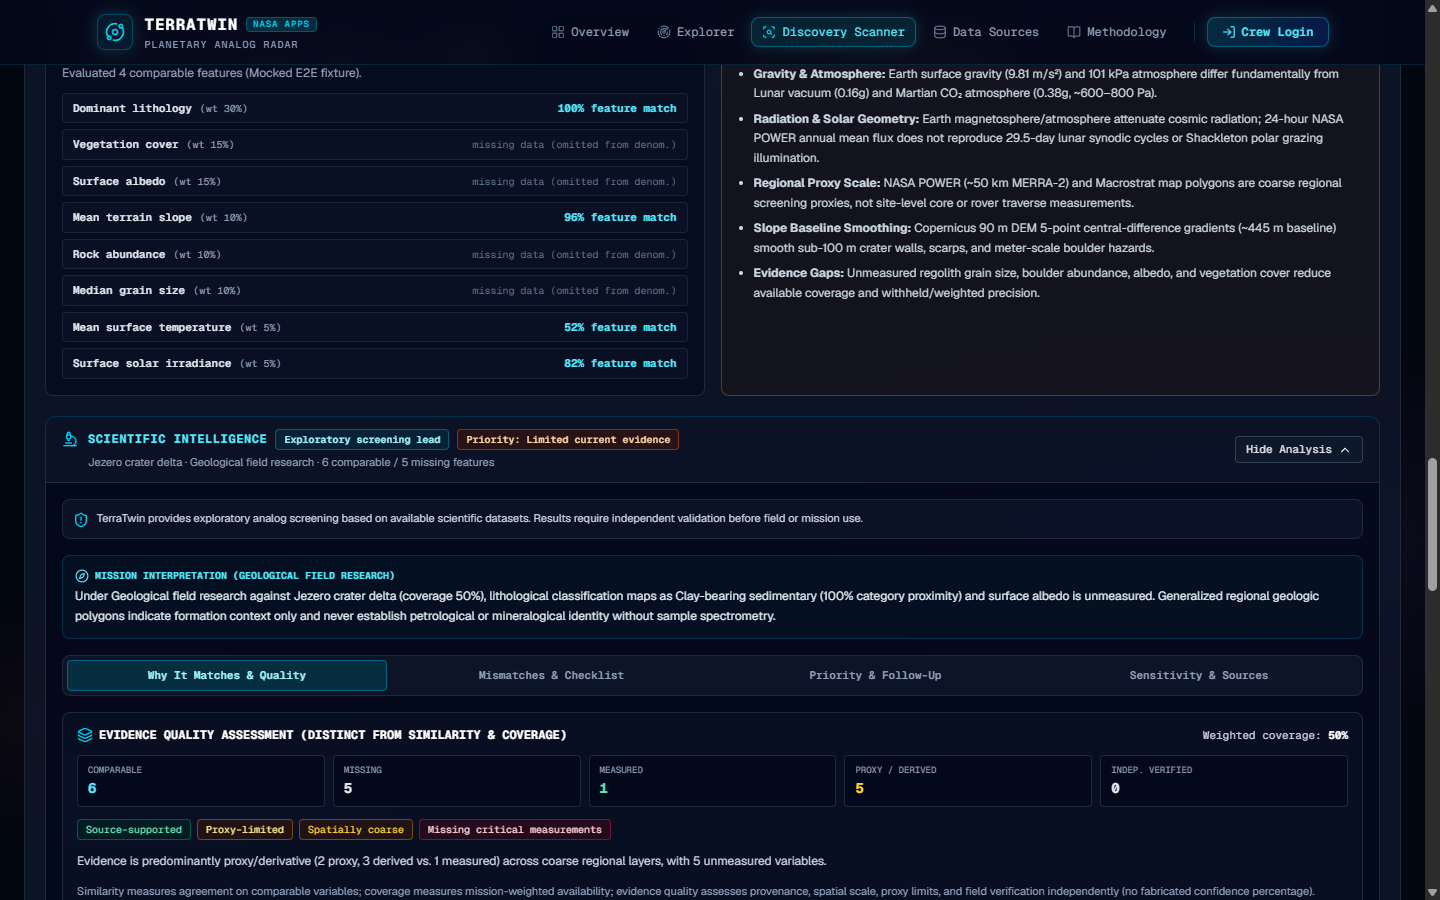 TERRATWIN NASA APPS
PLANETARY ANALOG RADAR
Overview
Explorer
Discovery Scanner
Data Sources
Methodology
Crew Login
Evaluated 4 comparable features (Mocked E2E fixture).
Dominant lithology (wt 30%) 100% feature match
Vegetation cover (wt 15%) missing data (omitted from denom.)
Surface albedo (wt 15%) missing data (omitted from denom.)
Mean terrain slope (wt 10%) 96% feature match
Rock abundance (wt 10%) missing data (omitted from denom.)
Median grain size (wt 10%) missing data (omitted from denom.)
Mean surface temperature (wt 5%) 52% feature match
Surface solar irradiance (wt 5%) 82% feature match
• Gravity & Atmosphere: Earth surface gravity (9.81 m/s²) and 101 kPa atmosphere differ fundamentally from
Lunar vacuum (0.16g) and Martian CO₂ atmosphere (0.38g, ~600–800 Pa).
• Radiation & Solar Geometry: Earth magnetosphere/atmosphere attenuate cosmic radiation; 24-hour NASA
POWER annual mean flux does not reproduce 29.5-day lunar synodic cycles or Shackleton polar grazing
illumination.
• Regional Proxy Scale: NASA POWER (~50 km MERRA-2) and Macrostrat map polygons are coarse regional
screening proxies, not site-level core or rover traverse measurements.
• Slope Baseline Smoothing: Copernicus 90 m DEM 5-point central-difference gradients (~445 m baseline)
smooth sub-100 m crater walls, scarps, and meter-scale boulder hazards.
• Evidence Gaps: Unmeasured regolith grain size, boulder abundance, albedo, and vegetation cover reduce
available coverage and withheld/weighted precision.
SCIENTIFIC INTELLIGENCE Exploratory screening lead Priority: Limited current evidence
Jezero crater delta · Geological field research · 6 comparable / 5 missing features
Hide Analysis
TerraTwin provides exploratory analog screening based on available scientific datasets. Results require independent validation before field or mission use.
MISSION INTERPRETATION (GEOLOGICAL FIELD RESEARCH)
Under Geological field research against Jezero crater delta (coverage 50%), lithological classification maps as Clay-bearing sedimentary (100% category proximity) and surface albedo is unmeasured. Generalized regional geologic
polygons indicate formation context only and never establish petrological or mineralogical identity without sample spectrometry.
Why It Matches & Quality
Mismatches & Checklist
Priority & Follow-Up
Sensitivity & Sources
EVIDENCE QUALITY ASSESSMENT (DISTINCT FROM SIMILARITY & COVERAGE) Weighted coverage: 50%
COMPARABLE
6
MISSING
5
MEASURED
1
PROXY / DERIVED
5
INDEP. VERIFIED
0
Source-supported
Proxy-limited
Spatially coarse
Missing critical measurements
Evidence is predominantly proxy/derivative (2 proxy, 3 derived vs. 1 measured) across coarse regional layers, with 5 unmeasured variables.
Similarity measures agreement on comparable variables; coverage measures mission-weighted availability; evidence quality assesses provenance, spatial scale, proxy limits, and field verification independently (no fabricated confidence percentage).